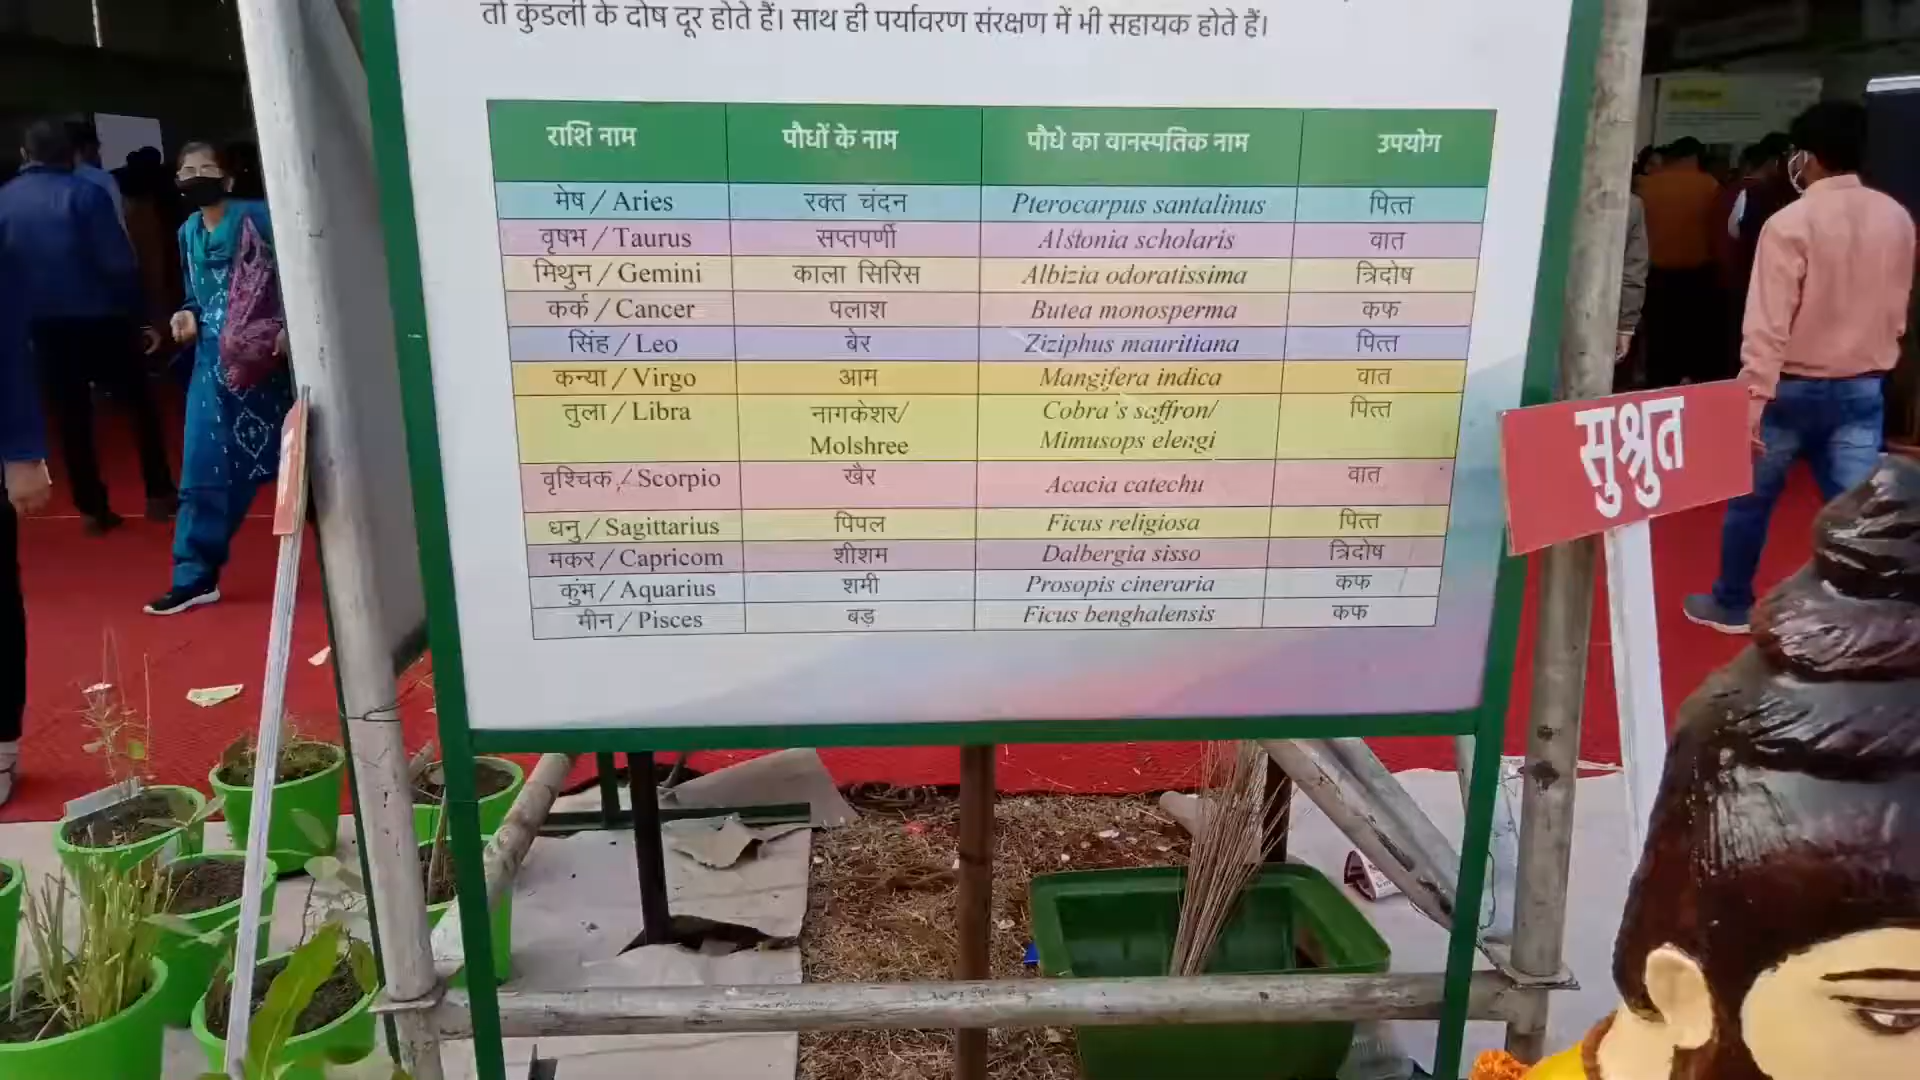 तो कुंडली के दोष दूर होते हैं। साथ ही पर्यावरण संरक्षण में भी सहायक होते हैं।
राशि नाम पौधों के नाम पौधे का वानस्पतिक नाम उपयोग
मेष / Aries रक्त चंदन Pterocarpus santalinus पित्त
वृषभ / Taurus सप्तपर्णी Alstonia scholaris वात
मिथुन / Gemini काला सिरिस Albizia odoratissima त्रिदोष
कर्क / Cancer पलाश Butea monosperma कफ
सिंह / Leo बेर Ziziphus mauritiana पित्त
कन्या / Virgo आम Mangifera indica वात
तुला / Libra नागकेशर/ Cobra's saffron/ पित्त
Molshree Mimusops elengi
वृश्चिक / Scorpio खैर Acacia catechu वात
धनु / Sagittarius पिपल Ficus religiosa पित्त
मकर / Capricorn शीशम Dalbergia sisso त्रिदोष
कुंभ / Aquarius शमी Prosopis cineraria कफ
मीन / Pisces बड़ Ficus benghalensis कफ
सुश्रुत